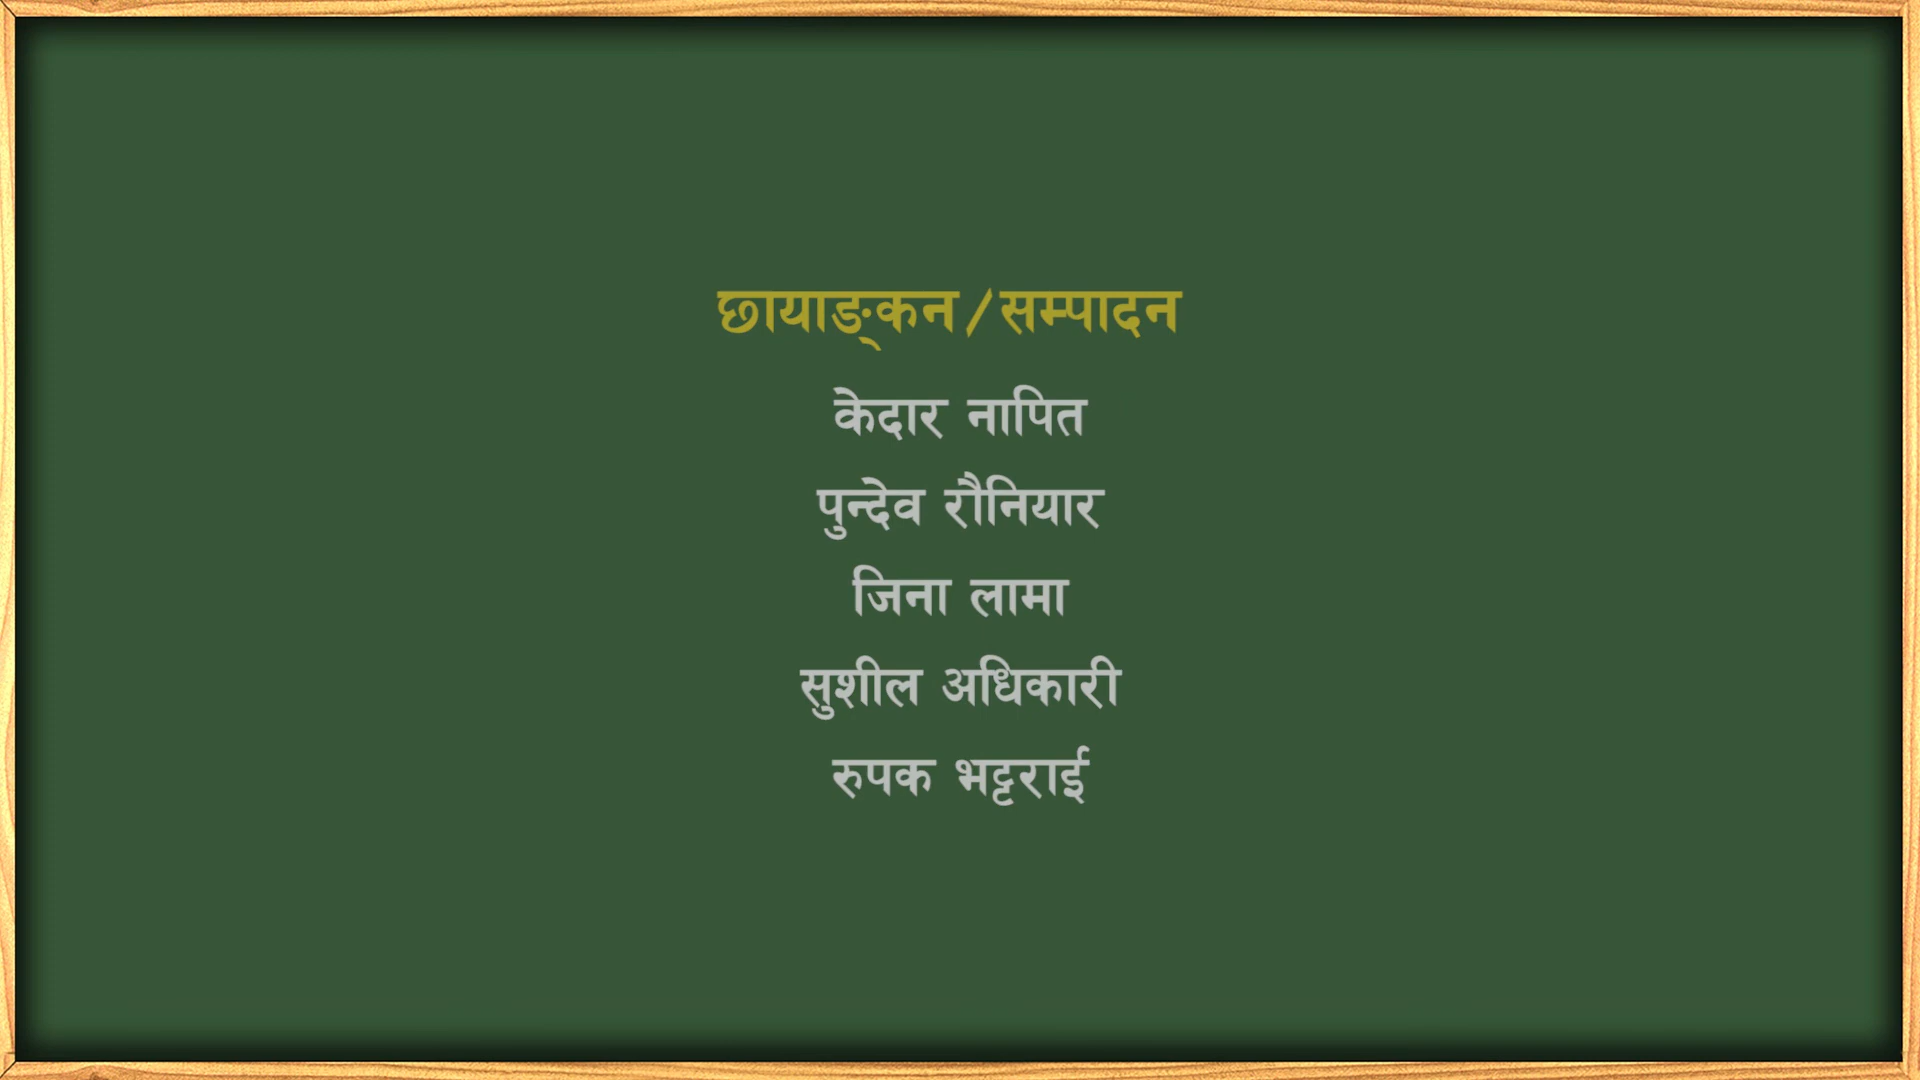 छायाङ्कन/सम्पादन
केदार नापित
पुन्देव रौनियार
जिना लामा
सुशील अधिकारी
रुपक भट्टराई